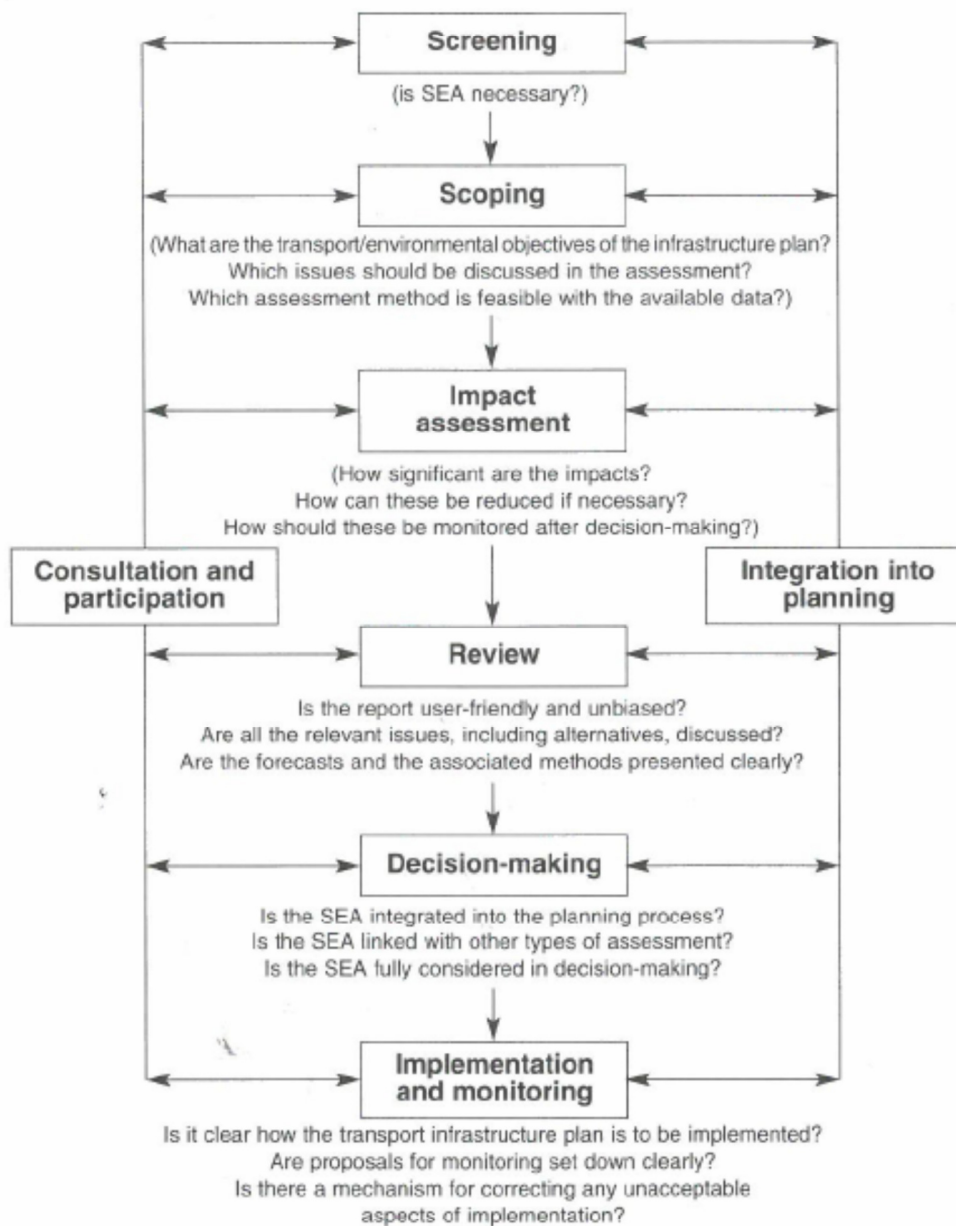 Screening
(is SEA necessary?)
Scoping
(What are the transport/environmental objectives of the infrastructure plan?
Which issues should be discussed in the assessment?
Which assessment method is feasible with the available data?)
Impact
assessment
(How significant are the impacts?
How can these be reduced if necessary?
How should these be monitored after decision-making?)
Consultation and
participation
Integration into
planning
Review
Is the report user-friendly and unbiased?
Are all the relevant issues, including alternatives, discussed?
Are the forecasts and the associated methods presented clearly?
Decision-making
Is the SEA integrated into the planning process?
Is the SEA linked with other types of assessment?
Is the SEA fully considered in decision-making?
Implementation
and monitoring
Is it clear how the transport infrastructure plan is to be implemented?
Are proposals for monitoring set down clearly?
Is there a mechanism for correcting any unacceptable
aspects of implementation?